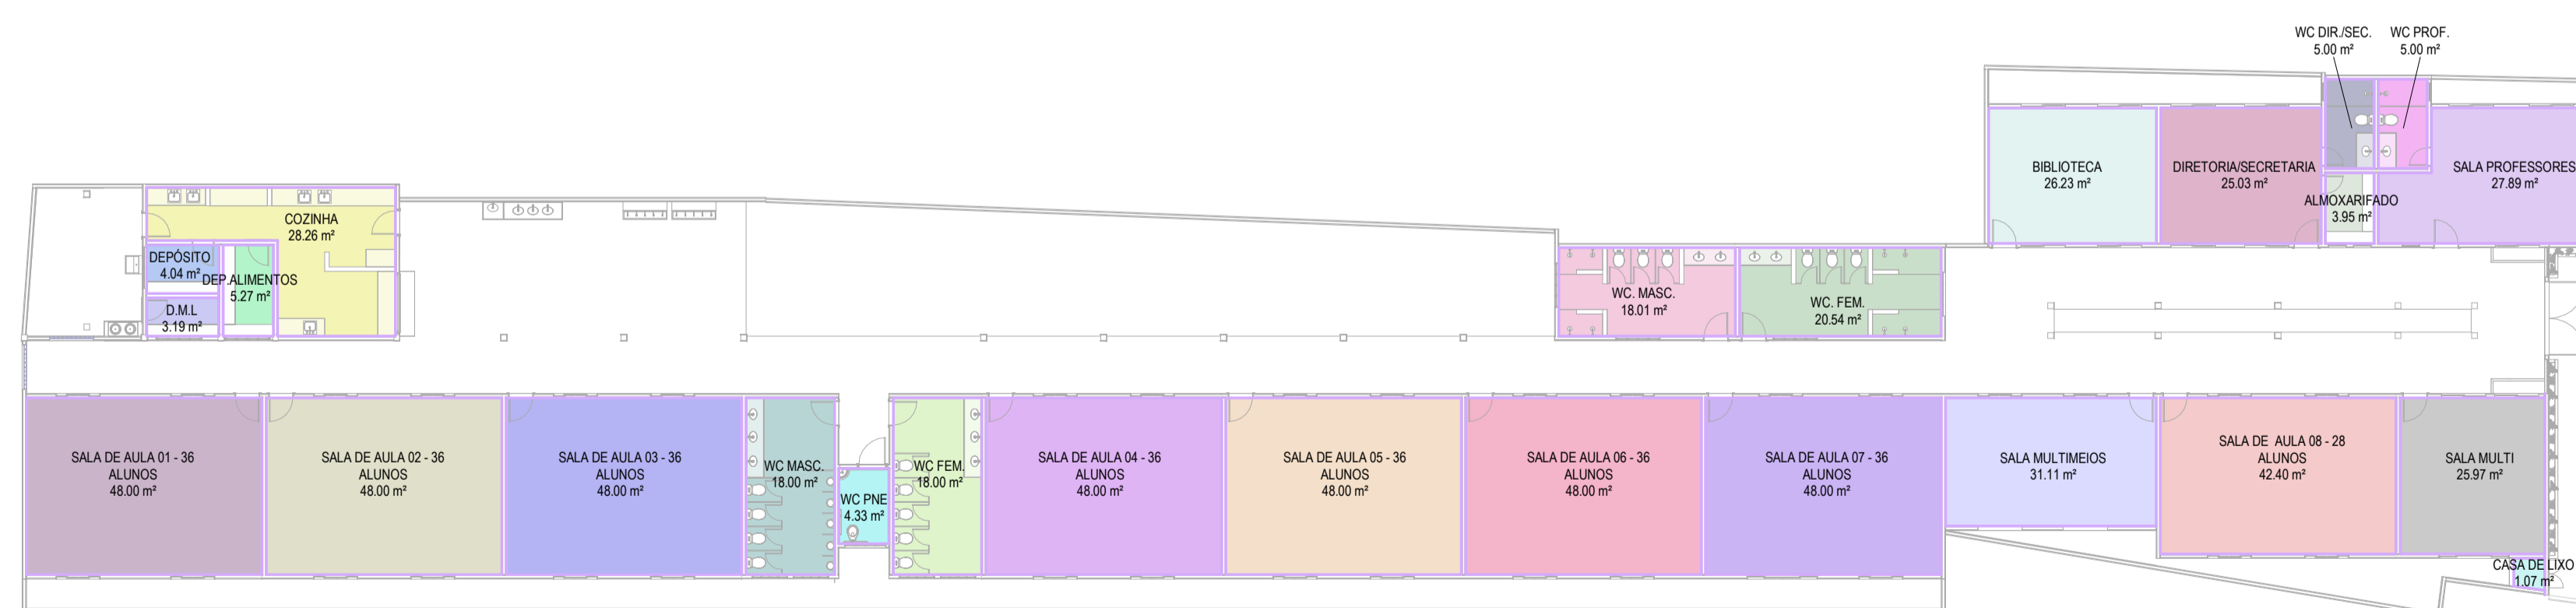 WC DIR./SEC.
5.00 m²
WC PROF.
5.00 m²
BIBLIOTECA
26.23 m²
DIRETORIA/SECRETARIA
25.03 m²
SALA PROFESSORES
27.89 m²
ALMOXARIFADO
3.95 m²
COZINHA
28.26 m²
DEPÓSITO
4.04 m²
DEP.ALIMENTOS
5.27 m²
D.M.L
3.19 m²
WC. MASC.
18.01 m²
WC. FEM.
20.54 m²
SALA DE AULA 01 - 36
ALUNOS
48.00 m²
SALA DE AULA 02 - 36
ALUNOS
48.00 m²
SALA DE AULA 03 - 36
ALUNOS
48.00 m²
WC MASC.
18.00 m²
WC PNE
4.33 m²
WC FEM.
18.00 m²
SALA DE AULA 04 - 36
ALUNOS
48.00 m²
SALA DE AULA 05 - 36
ALUNOS
48.00 m²
SALA DE AULA 06 - 36
ALUNOS
48.00 m²
SALA DE AULA 07 - 36
ALUNOS
48.00 m²
SALA MULTIMEIOS
31.11 m²
SALA DE AULA 08 - 28
ALUNOS
42.40 m²
SALA MULTI
25.97 m²
CASA DE LIXO
1.07 m²